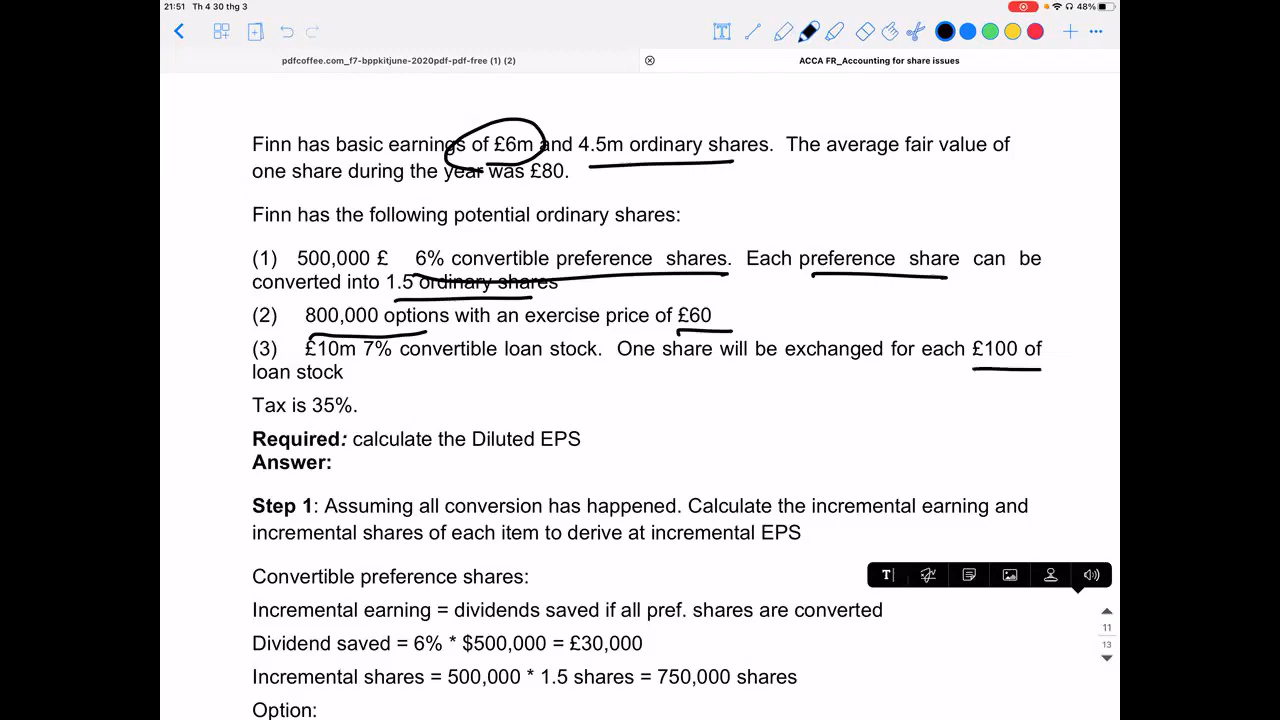 21:51 Th 4 30 thg 3
48%
pdfcoffee.com_f7-bppkitjune-2020pdf-pdf-free (1) (2)
ACCA FR_Accounting for share issues
Finn has basic earnings of £6m and 4.5m ordinary shares. The average fair value of
one share during the year was £80.
Finn has the following potential ordinary shares:
(1) 500,000 £ 6% convertible preference shares. Each preference share can be
converted into 1.5 ordinary shares
(2) 800,000 options with an exercise price of £60
(3) £10m 7% convertible loan stock. One share will be exchanged for each £100 of
loan stock
Tax is 35%.
Required: calculate the Diluted EPS
Answer:
Step 1: Assuming all conversion has happened. Calculate the incremental earning and
incremental shares of each item to derive at incremental EPS
Convertible preference shares:
T
Incremental earning = dividends saved if all pref. shares are converted
11
Dividend saved = 6% * $500,000 = £30,000
13
Incremental shares = 500,000 * 1.5 shares = 750,000 shares
Option: